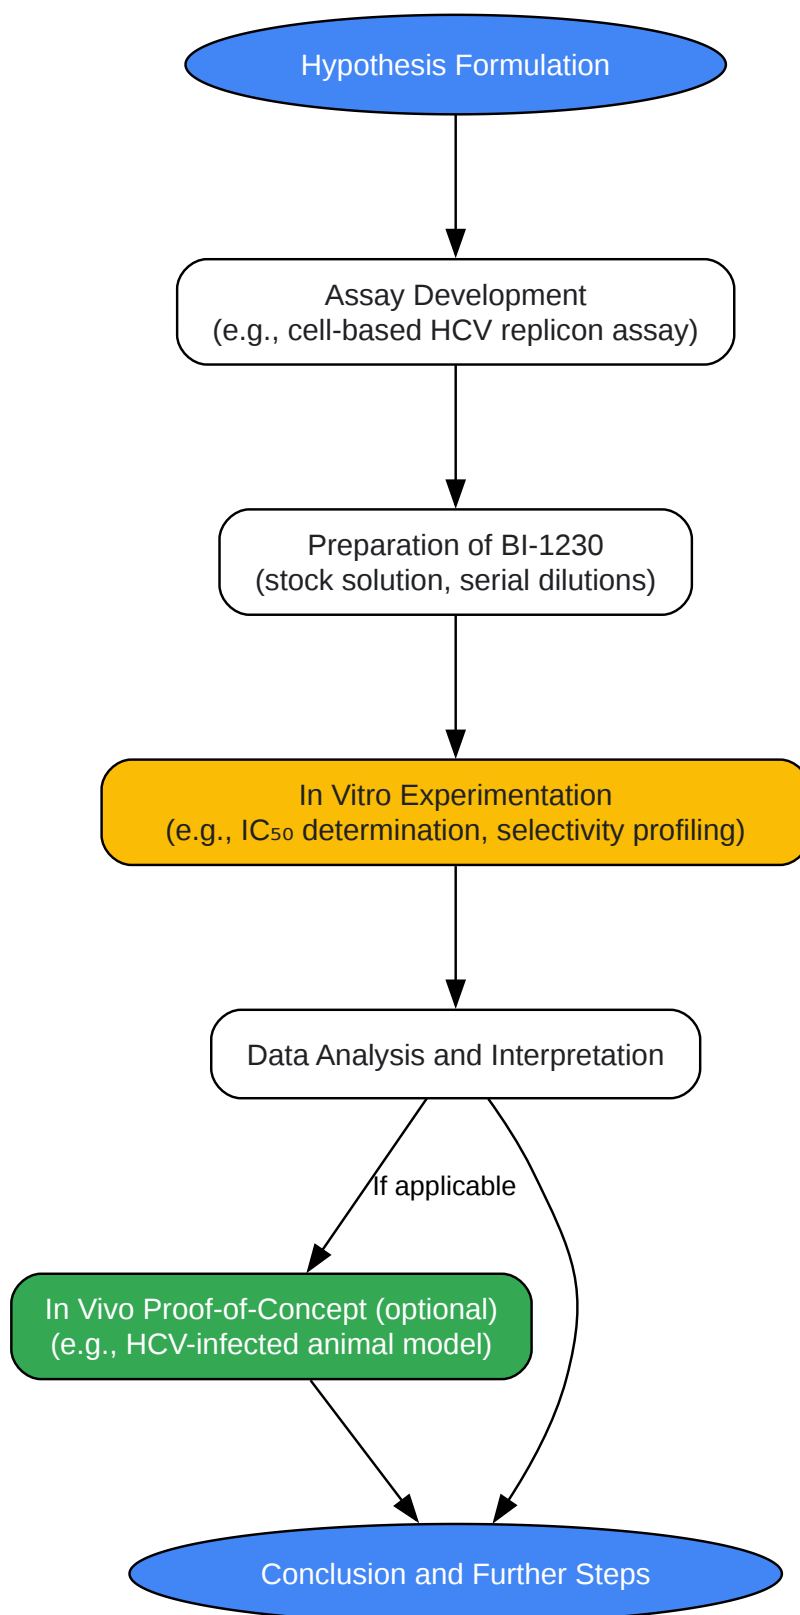 Hypothesis Formulation
Assay Development
(e.g., cell-based HCV replicon assay)
Preparation of BI-1230
(stock solution, serial dilutions)
In Vitro Experimentation
(e.g., IC₅₀ determination, selectivity profiling)
Data Analysis and Interpretation
If applicable
In Vivo Proof-of-Concept (optional)
(e.g., HCV-infected animal model)
Conclusion and Further Steps